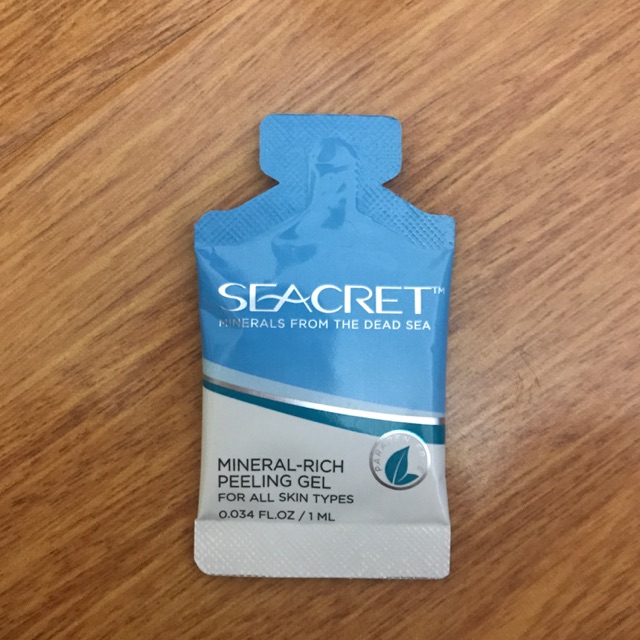 SEACRET™
MINERALS FROM THE DEAD SEA
MINERAL-RICH
PEELING GEL
FOR ALL SKIN TYPES
0.034 FL.OZ / 1 ML